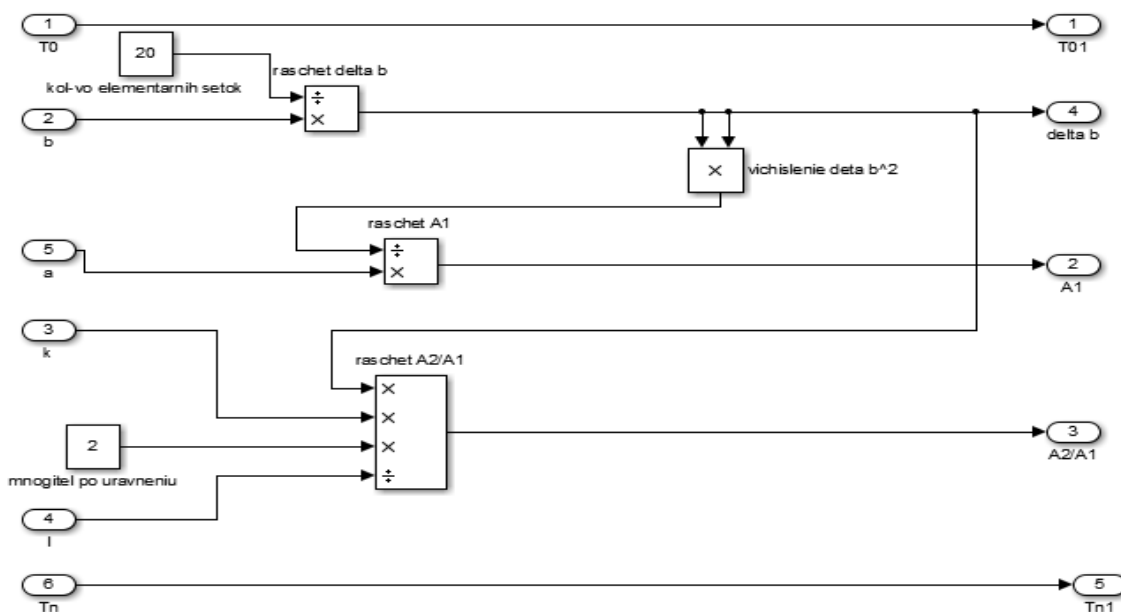 1
T0
1
T01
20
kol-vo elementarnih setok
raschet delta b
÷
×
2
b
4
delta b
×
vichislenie deta b^2
raschet A1
÷
×
5
a
2
A1
3
k
raschet A2/A1
×
×
×
÷
2
mnogitel po uravneniu
3
A2/A1
4
l
6
Tn
5
Tn1